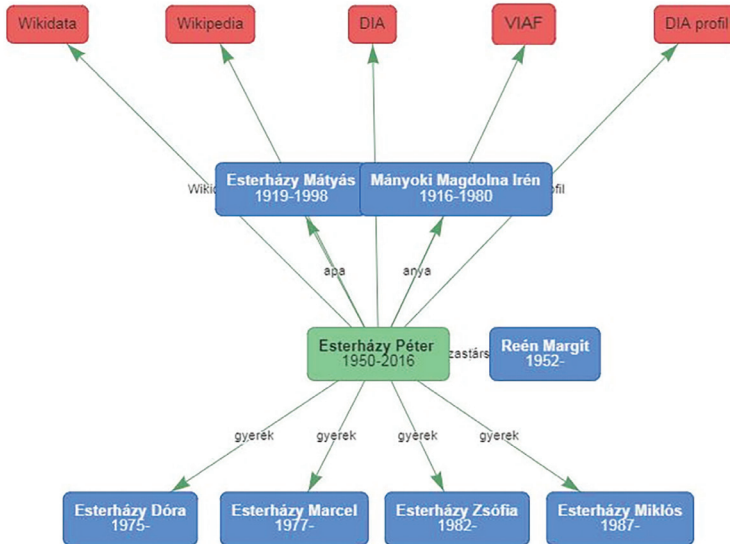 Wikidata
Wikipedia
DIA
VIAF
DIA profil
Esterházy Mátyás
1919-1998
Mányoki Magdolna Irén
1916-1980
apa
anya
Esterházy Péter
1950-2016
Reén Margit
1952-
gyerek
gyerek
gyerek
gyerek
Esterházy Dóra
1975-
Esterházy Marcel
1977-
Esterházy Zsófia
1982-
Esterházy Miklós
1987-